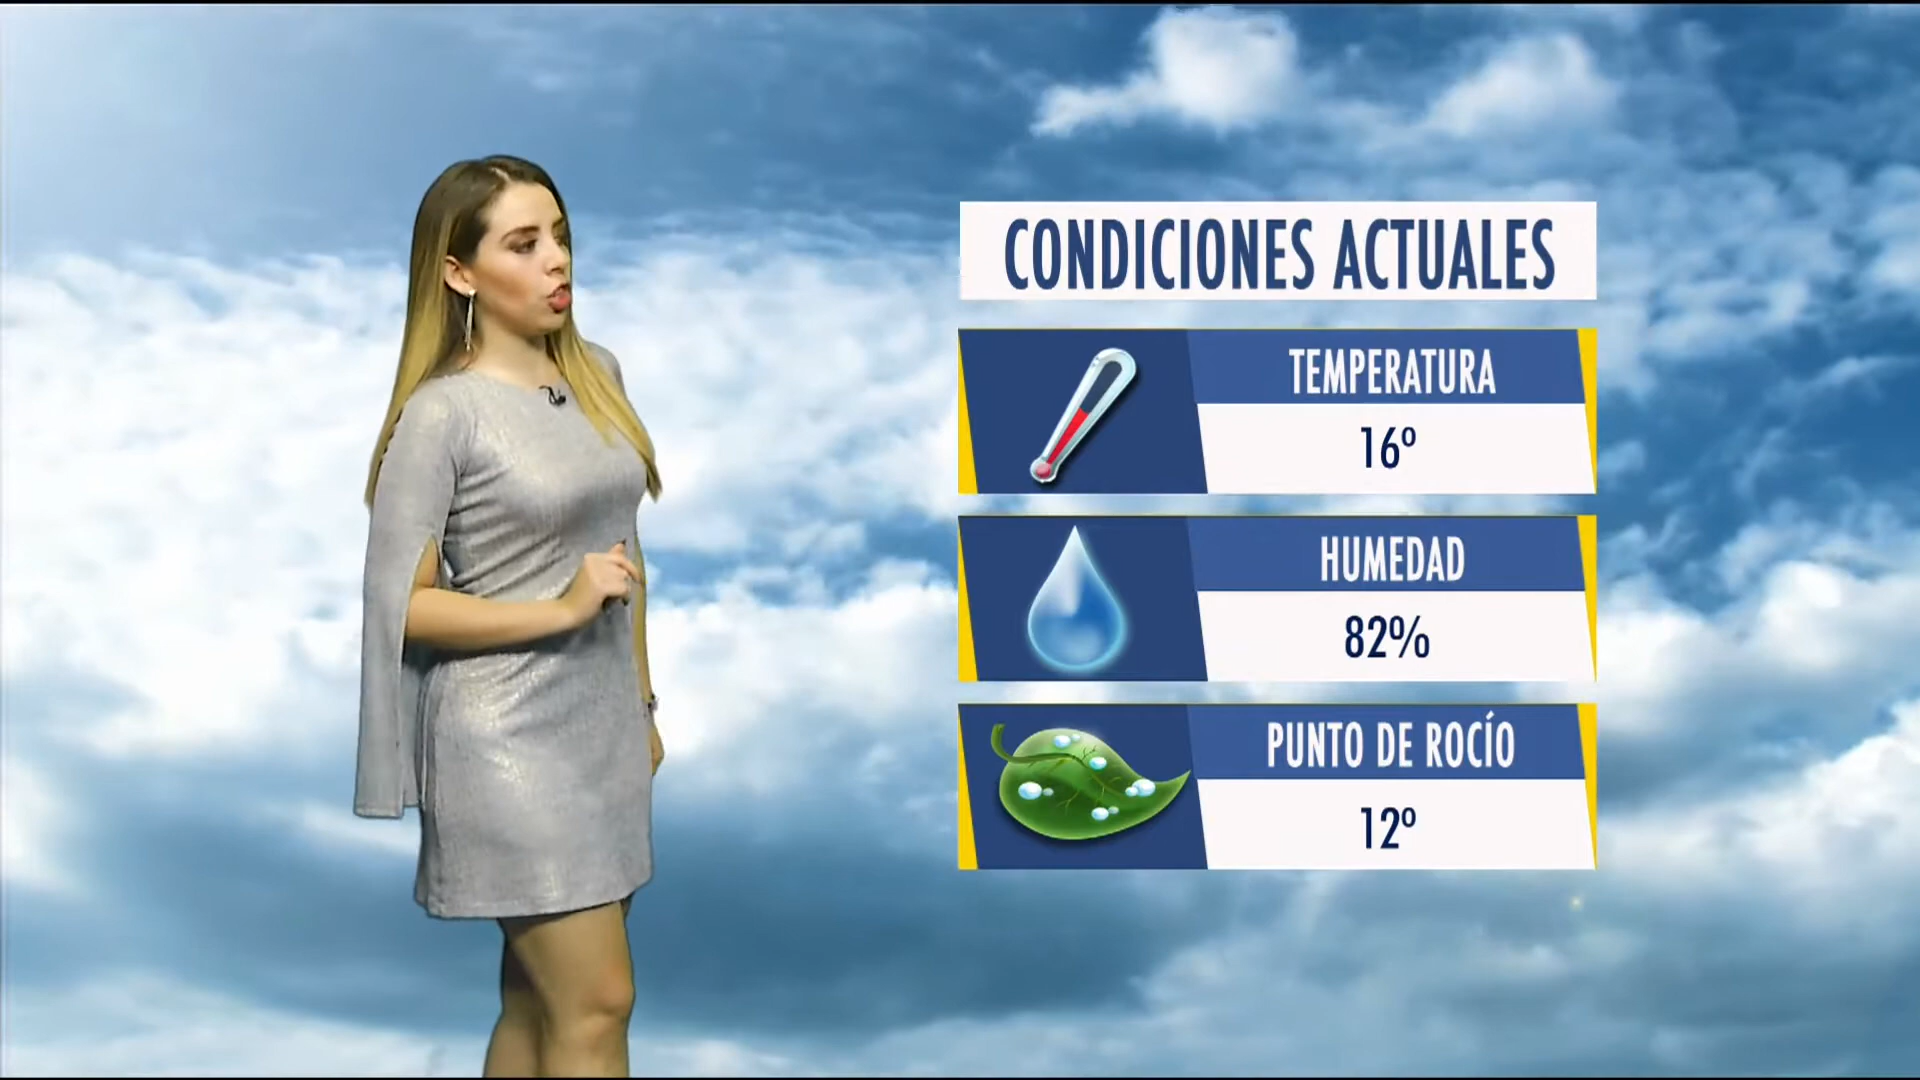 CONDICIONES ACTUALES
TEMPERATURA
16º
HUMEDAD
82%
PUNTO DE ROCÍO
12º